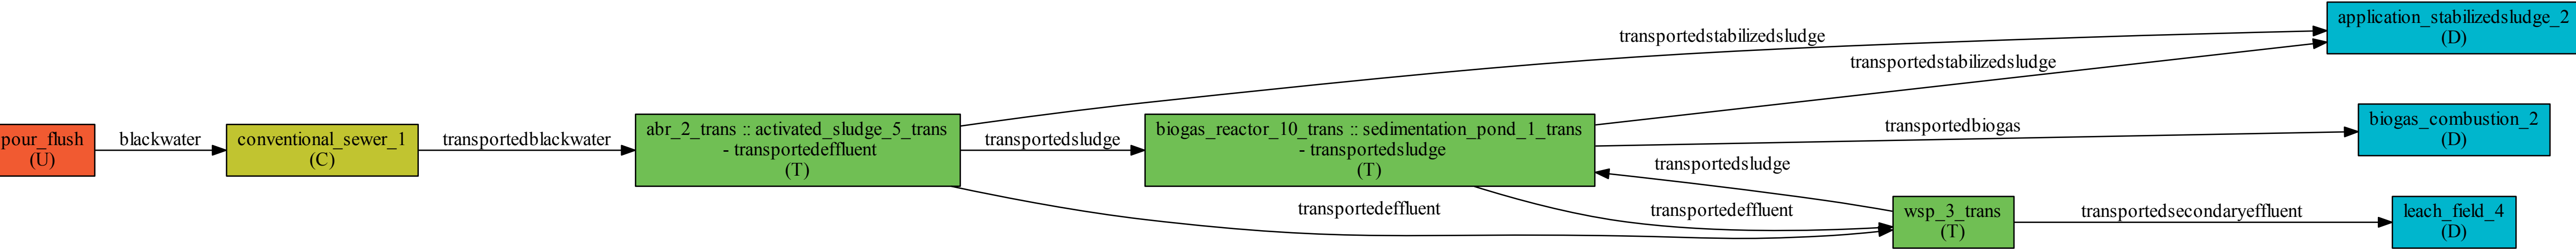 pour_flush
(U)
blackwater
conventional_sewer_1
(C)
transportedblackwater
abr_2_trans :: activated_sludge_5_trans
- transportedeffluent
(T)
transportedsludge
biogas_reactor_10_trans :: sedimentation_pond_1_trans
- transportedsludge
(T)
transportedstabilizedsludge
transportedstabilizedsludge
application_stabilizedsludge_2
(D)
transportedbiogas
biogas_combustion_2
(D)
transportedsludge
transportedeffluent
transportedeffluent
wsp_3_trans
(T)
transportedsecondaryeffluent
leach_field_4
(D)